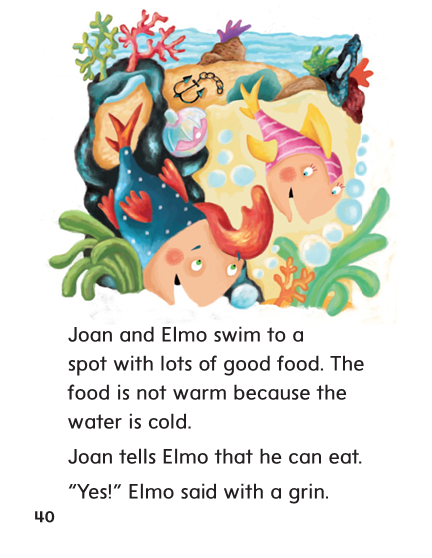 Joan and Elmo swim to a
spot with lots of good food. The
food is not warm because the
water is cold.
Joan tells Elmo that he can eat.
"Yes!" Elmo said with a grin.
40